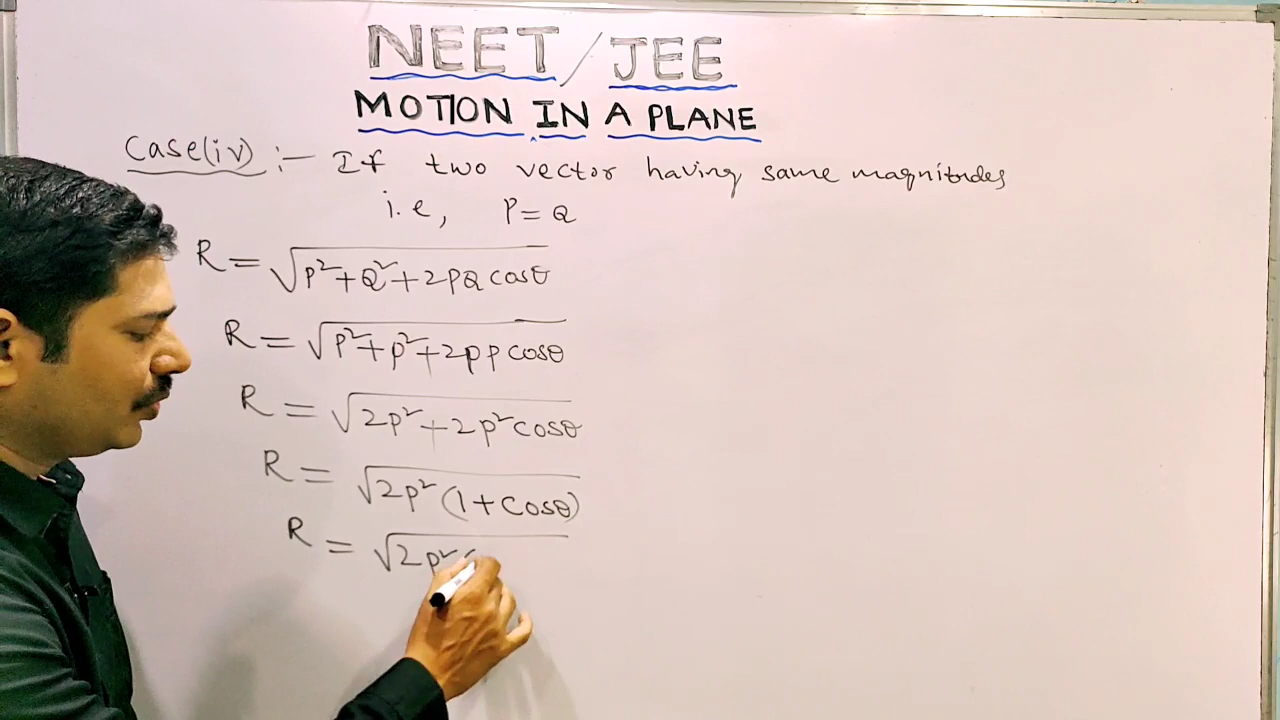 NEET/JEE
MOTION IN A PLANE
Case(iv) :- If two vector having same magnitudes
i.e, P=Q
R = √P²+Q²+2PQ cosθ
R = √P²+P²+2PP cosθ
R = √2P²+2P² cosθ
R = √2P² (1+cosθ)
R = √2P² (